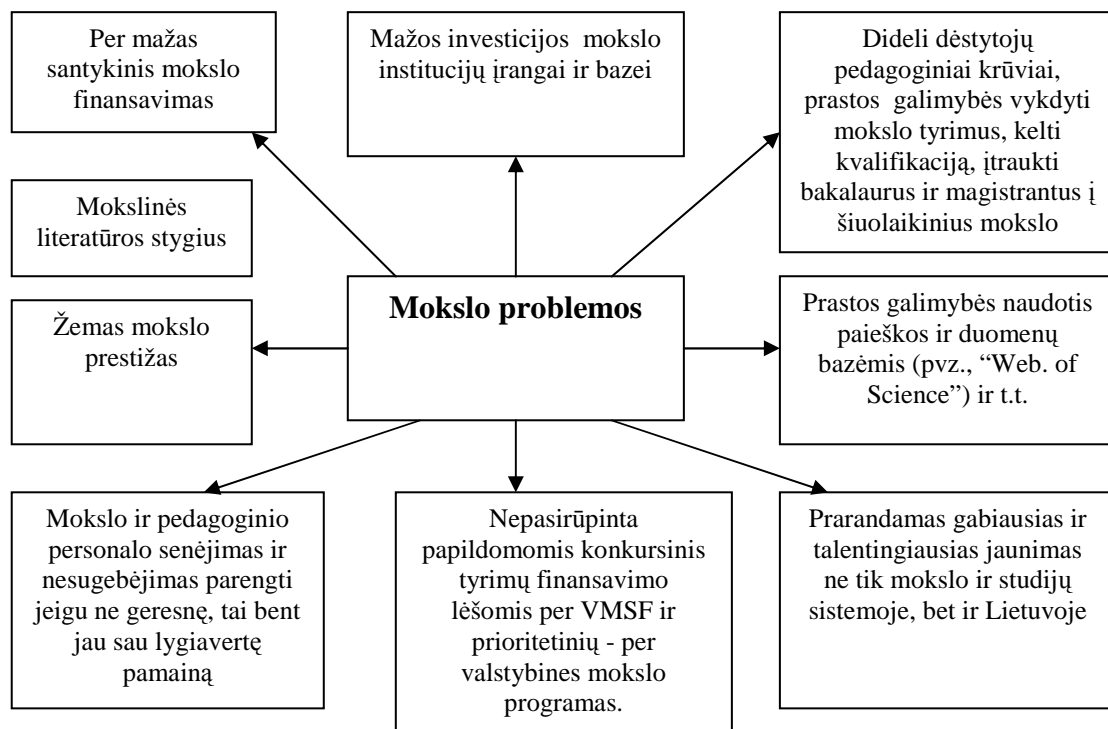 Per mažas
santykinis mokslo
finansavimas
Mažos investicijos mokslo
institucijų įrangai ir bazei
Dideli dėstytojų
pedagoginiai krūviai,
prastos galimybės vykdyti
mokslo tyrimus, kelti
kvalifikaciją, įtraukti
bakalaurus ir magistrantus į
šiuolaikinius mokslo
Mokslinės
literatūros stygius
Mokslo problemos
Žemas mokslo
prestižas
Prastos galimybės naudotis
paieškos ir duomenų
bazėmis (pvz., “Web. of
Science”) ir t.t.
Mokslo ir pedagoginio
personalo senėjimas ir
nesugebėjimas parengti
jeigu ne geresnę, tai bent
jau sau lygiavertę
pamainą
Nepasirūpinta
papildomomis konkursinis
tyrimų finansavimo
lėšomis per VMSF ir
prioritetinių - per
valstybines mokslo
programas.
Prarandamas gabiausias ir
talentingiausias jaunimas
ne tik mokslo ir studijų
sistemoje, bet ir Lietuvoje